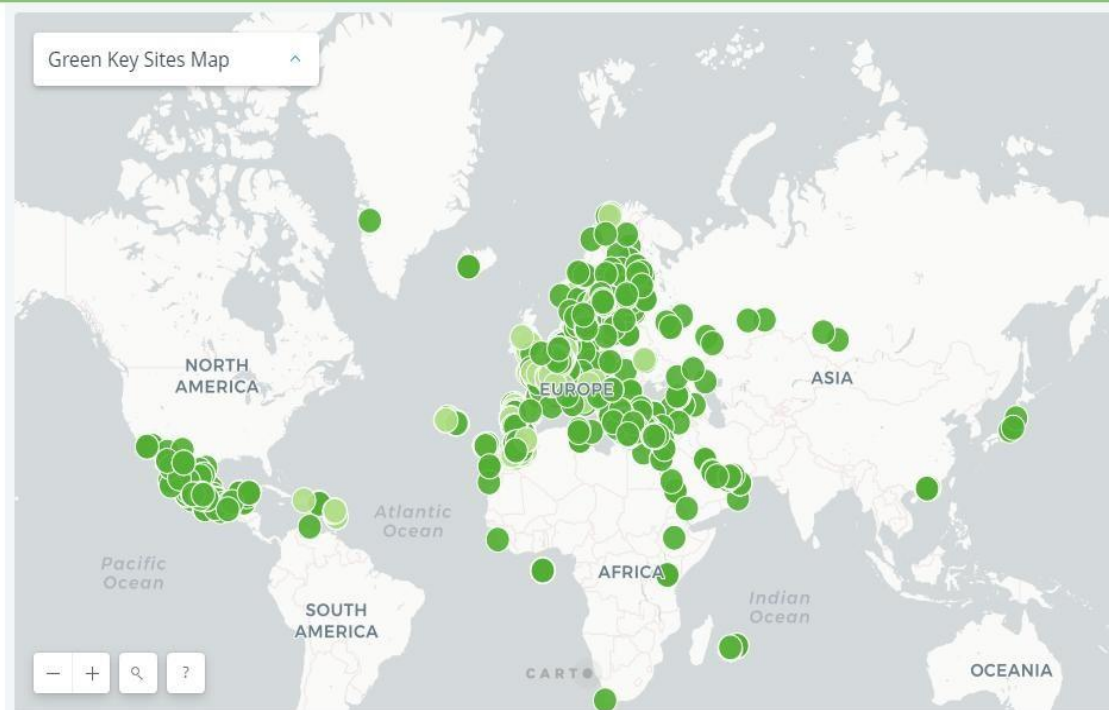 Green Key Sites Map
NORTH
AMERICA
EUROPE
ASIA
Atlantic
Ocean
Pacific
Ocean
AFRICA
Indian
Ocean
SOUTH
AMERICA
OCEANIA
CARTO
− + ?